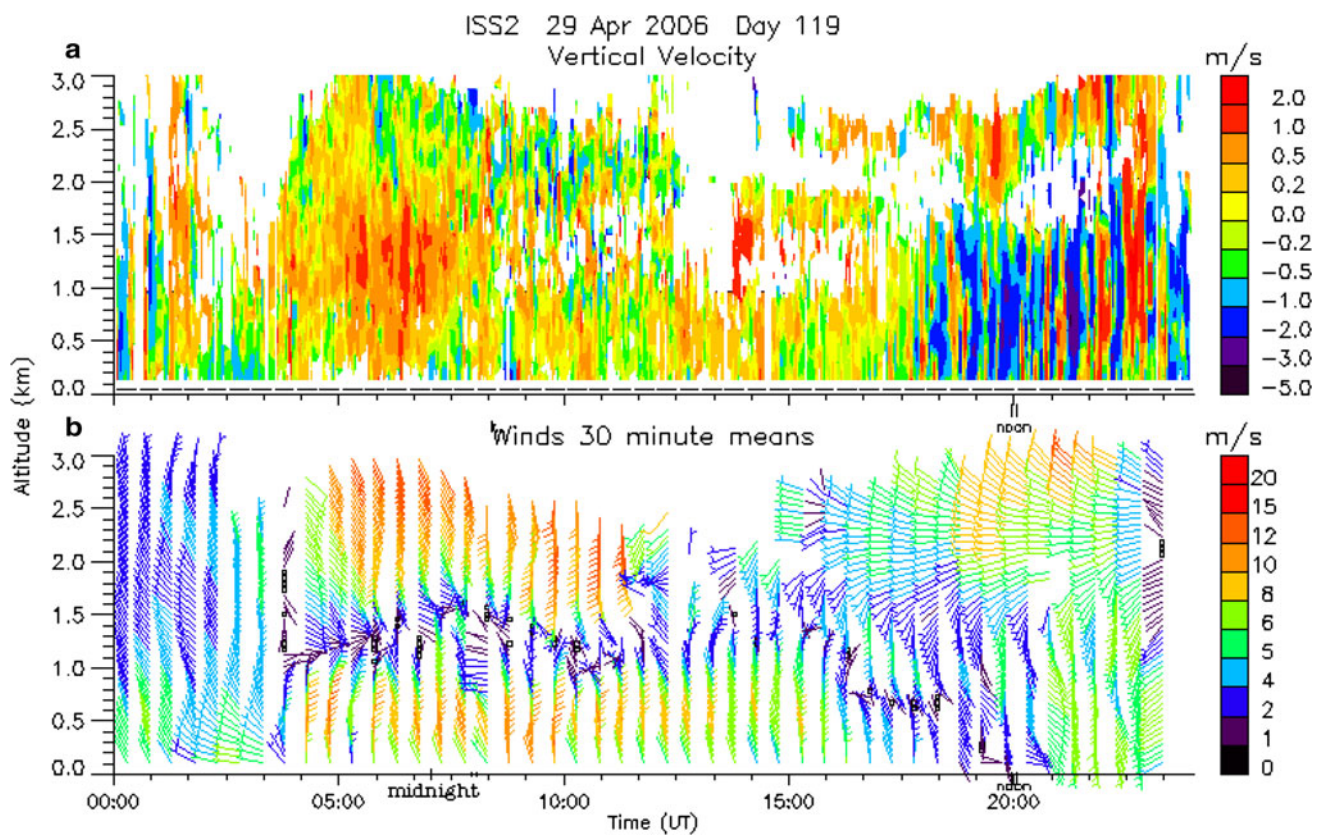 ISS2 29 Apr 2006 Day 119
a
Vertical Velocity
m/s
3.0
2.5
2.0
1.5
1.0
0.5
0.0
2.0
1.0
0.5
0.2
0.0
−0.2
−0.5
−1.0
−2.0
−3.0
−5.0
noon
Altitude (km)
b
Winds 30 minute means
m/s
3.0
2.5
2.0
1.5
1.0
0.5
0.0
20
15
12
10
8
6
5
4
2
1
0
midnight
noon
00:00 05:00 10:00 15:00 20:00
Time (UT)